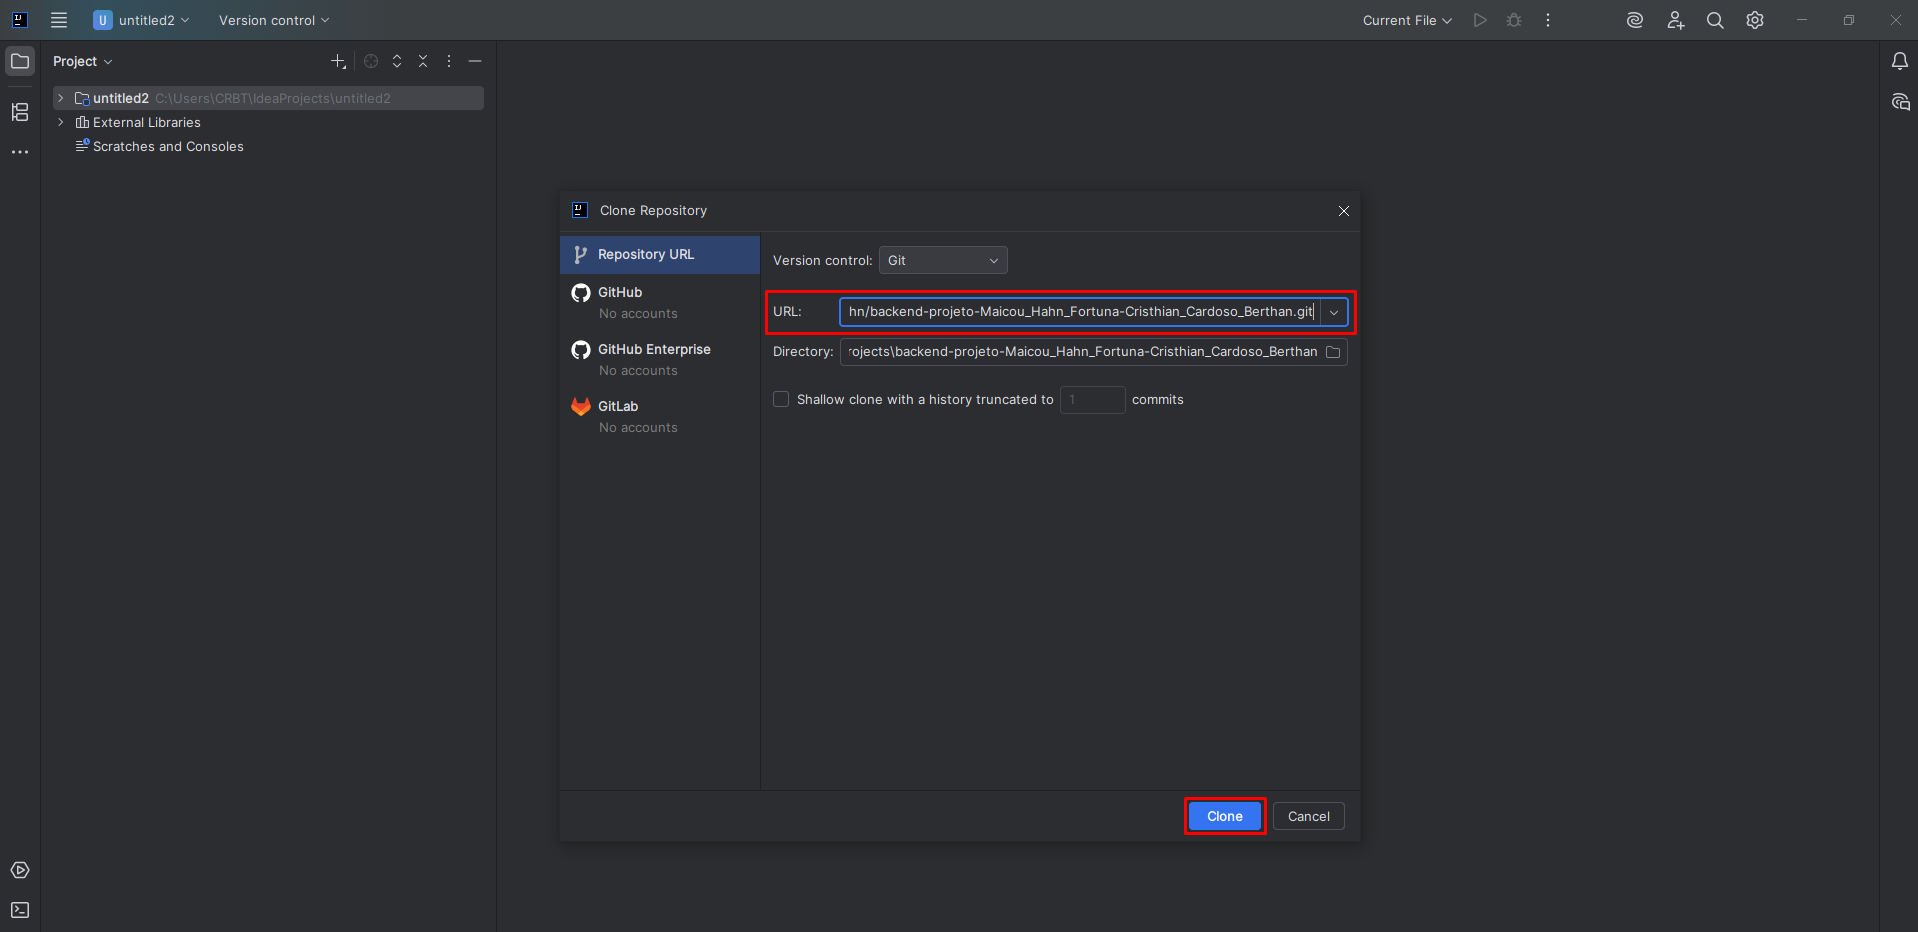 U untitled2 Version control Current File
Project
untitled2 C:\Users\CRBT\IdeaProjects\untitled2
External Libraries
Scratches and Consoles
Clone Repository
Repository URL
GitHub
No accounts
GitHub Enterprise
No accounts
GitLab
No accounts
Version control: Git
URL: hn/backend-projeto-Maicou_Hahn_Fortuna-Cristhian_Cardoso_Berthan.git
Directory: rojects\backend-projeto-Maicou_Hahn_Fortuna-Cristhian_Cardoso_Berthan
Shallow clone with a history truncated to 1 commits
Clone Cancel